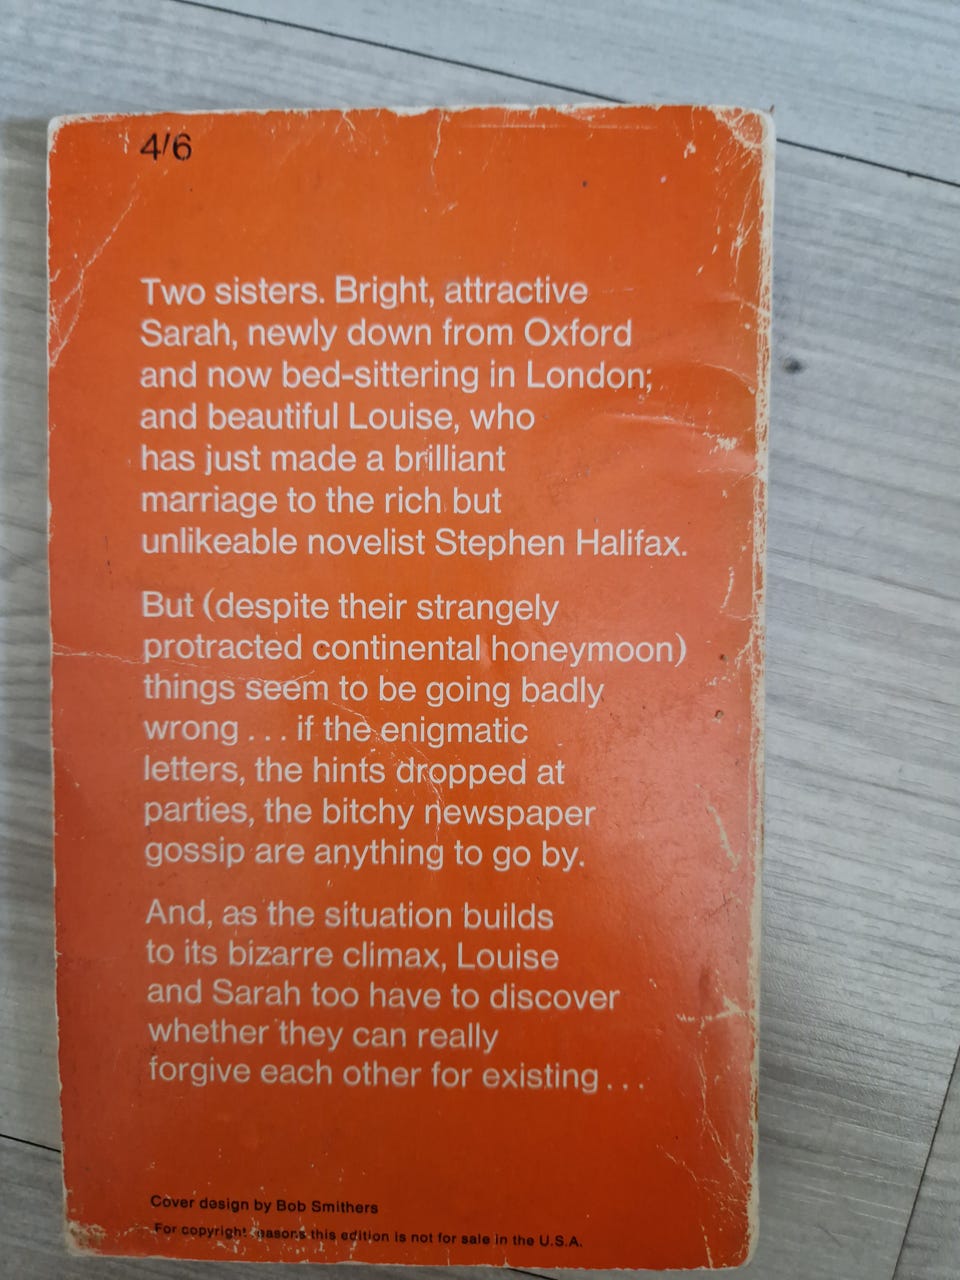 4/6
Two sisters. Bright, attractive
Sarah, newly down from Oxford
and now bed-sittering in London;
and beautiful Louise, who
has just made a brilliant
marriage to the rich but
unlikeable novelist Stephen Halifax.
But (despite their strangely
protracted continental honeymoon)
things seem to be going badly
wrong . . . if the enigmatic
letters, the hints dropped at
parties, the bitchy newspaper
gossip are anything to go by.
And, as the situation builds
to its bizarre climax, Louise
and Sarah too have to discover
whether they can really
forgive each other for existing . . .
Cover design by Bob Smithers
For copyright reasons this edition is not for sale in the U.S.A.